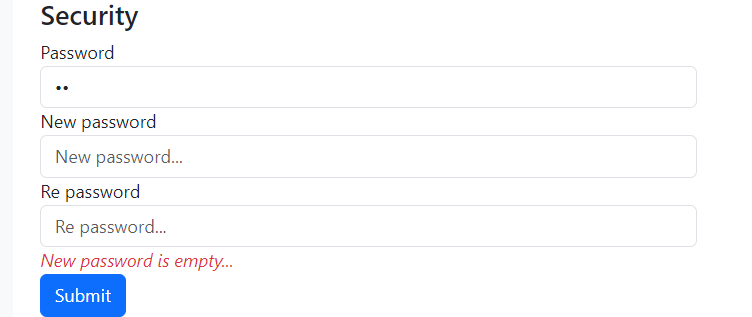 Security
Password
••
New password
New password...
Re password
Re password...
New password is empty...
Submit